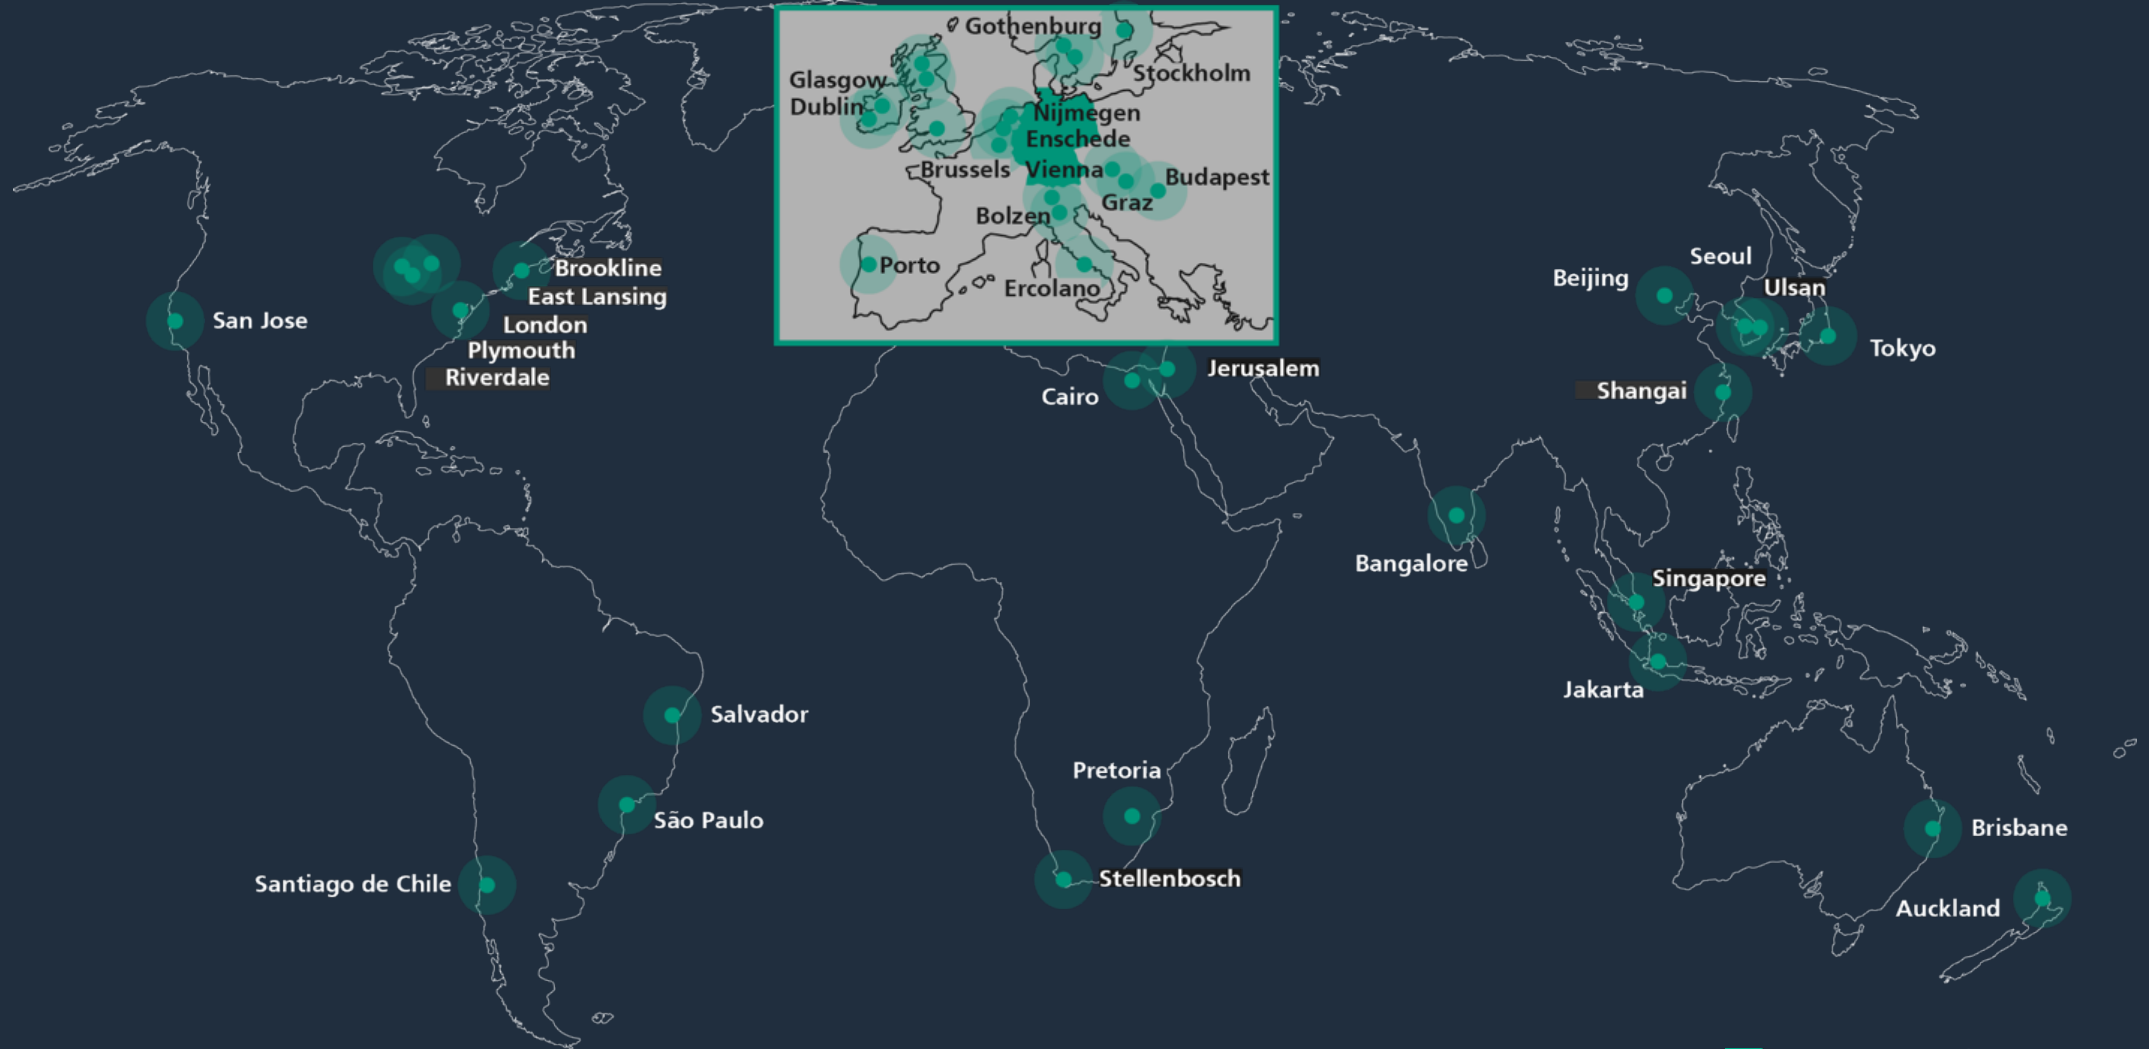 Gothenburg
Stockholm
Glasgow
Dublin
Nijmegen
Enschede
Brussels
Vienna
Budapest
Graz
Bolzen
Porto
Ercolano
Brookline
East Lansing
London
Plymouth
Riverdale
San Jose
Seoul
Beijing
Ulsan
Tokyo
Shangai
Jerusalem
Cairo
Bangalore
Singapore
Jakarta
Salvador
São Paulo
Santiago de Chile
Pretoria
Stellenbosch
Brisbane
Auckland